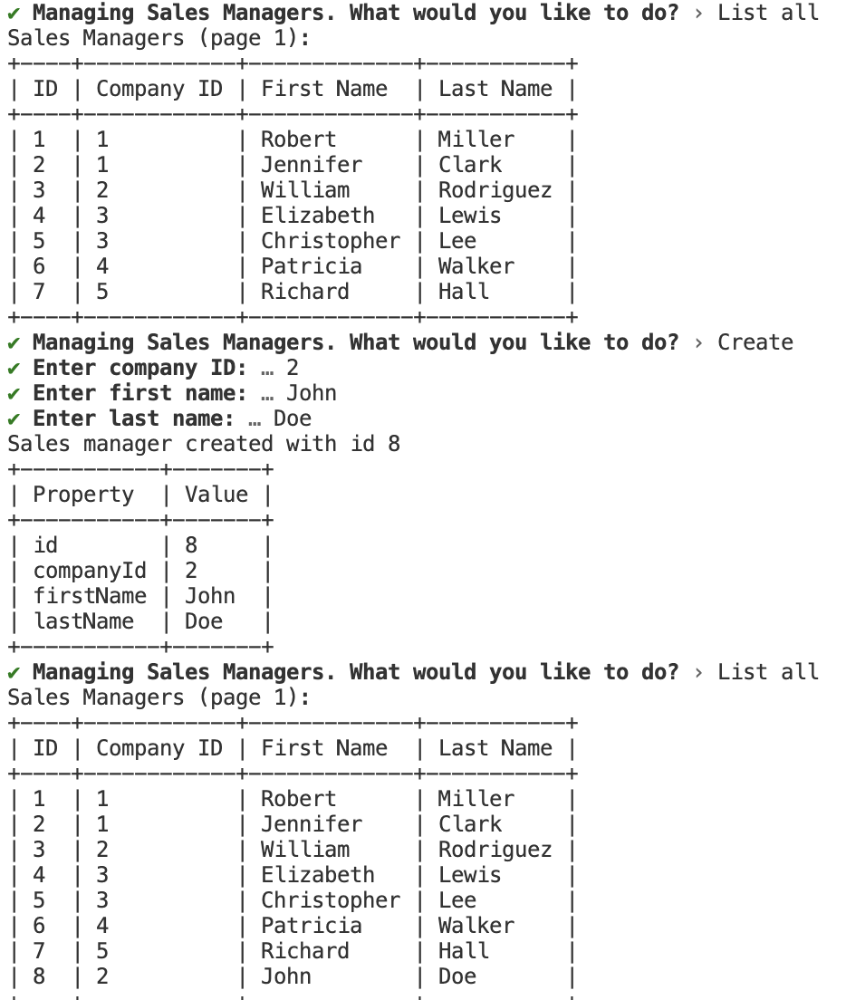 ✔ Managing Sales Managers. What would you like to do? › List all
Sales Managers (page 1):
+----+------------+-------------+-----------+
| ID | Company ID | First Name  | Last Name |
+----+------------+-------------+-----------+
| 1  | 1          | Robert      | Miller    |
| 2  | 1          | Jennifer    | Clark     |
| 3  | 2          | William     | Rodriguez |
| 4  | 3          | Elizabeth   | Lewis     |
| 5  | 3          | Christopher | Lee       |
| 6  | 4          | Patricia    | Walker    |
| 7  | 5          | Richard     | Hall      |
+----+------------+-------------+-----------+
✔ Managing Sales Managers. What would you like to do? › Create
✔ Enter company ID: … 2
✔ Enter first name: … John
✔ Enter last name: … Doe
Sales manager created with id 8
+-----------+-------+
| Property  | Value |
+-----------+-------+
| id        | 8     |
| companyId | 2     |
| firstName | John  |
| lastName  | Doe   |
+-----------+-------+
✔ Managing Sales Managers. What would you like to do? › List all
Sales Managers (page 1):
+----+------------+-------------+-----------+
| ID | Company ID | First Name  | Last Name |
+----+------------+-------------+-----------+
| 1  | 1          | Robert      | Miller    |
| 2  | 1          | Jennifer    | Clark     |
| 3  | 2          | William     | Rodriguez |
| 4  | 3          | Elizabeth   | Lewis     |
| 5  | 3          | Christopher | Lee       |
| 6  | 4          | Patricia    | Walker    |
| 7  | 5          | Richard     | Hall      |
| 8  | 2          | John        | Doe       |
+----+------------+-------------+-----------+